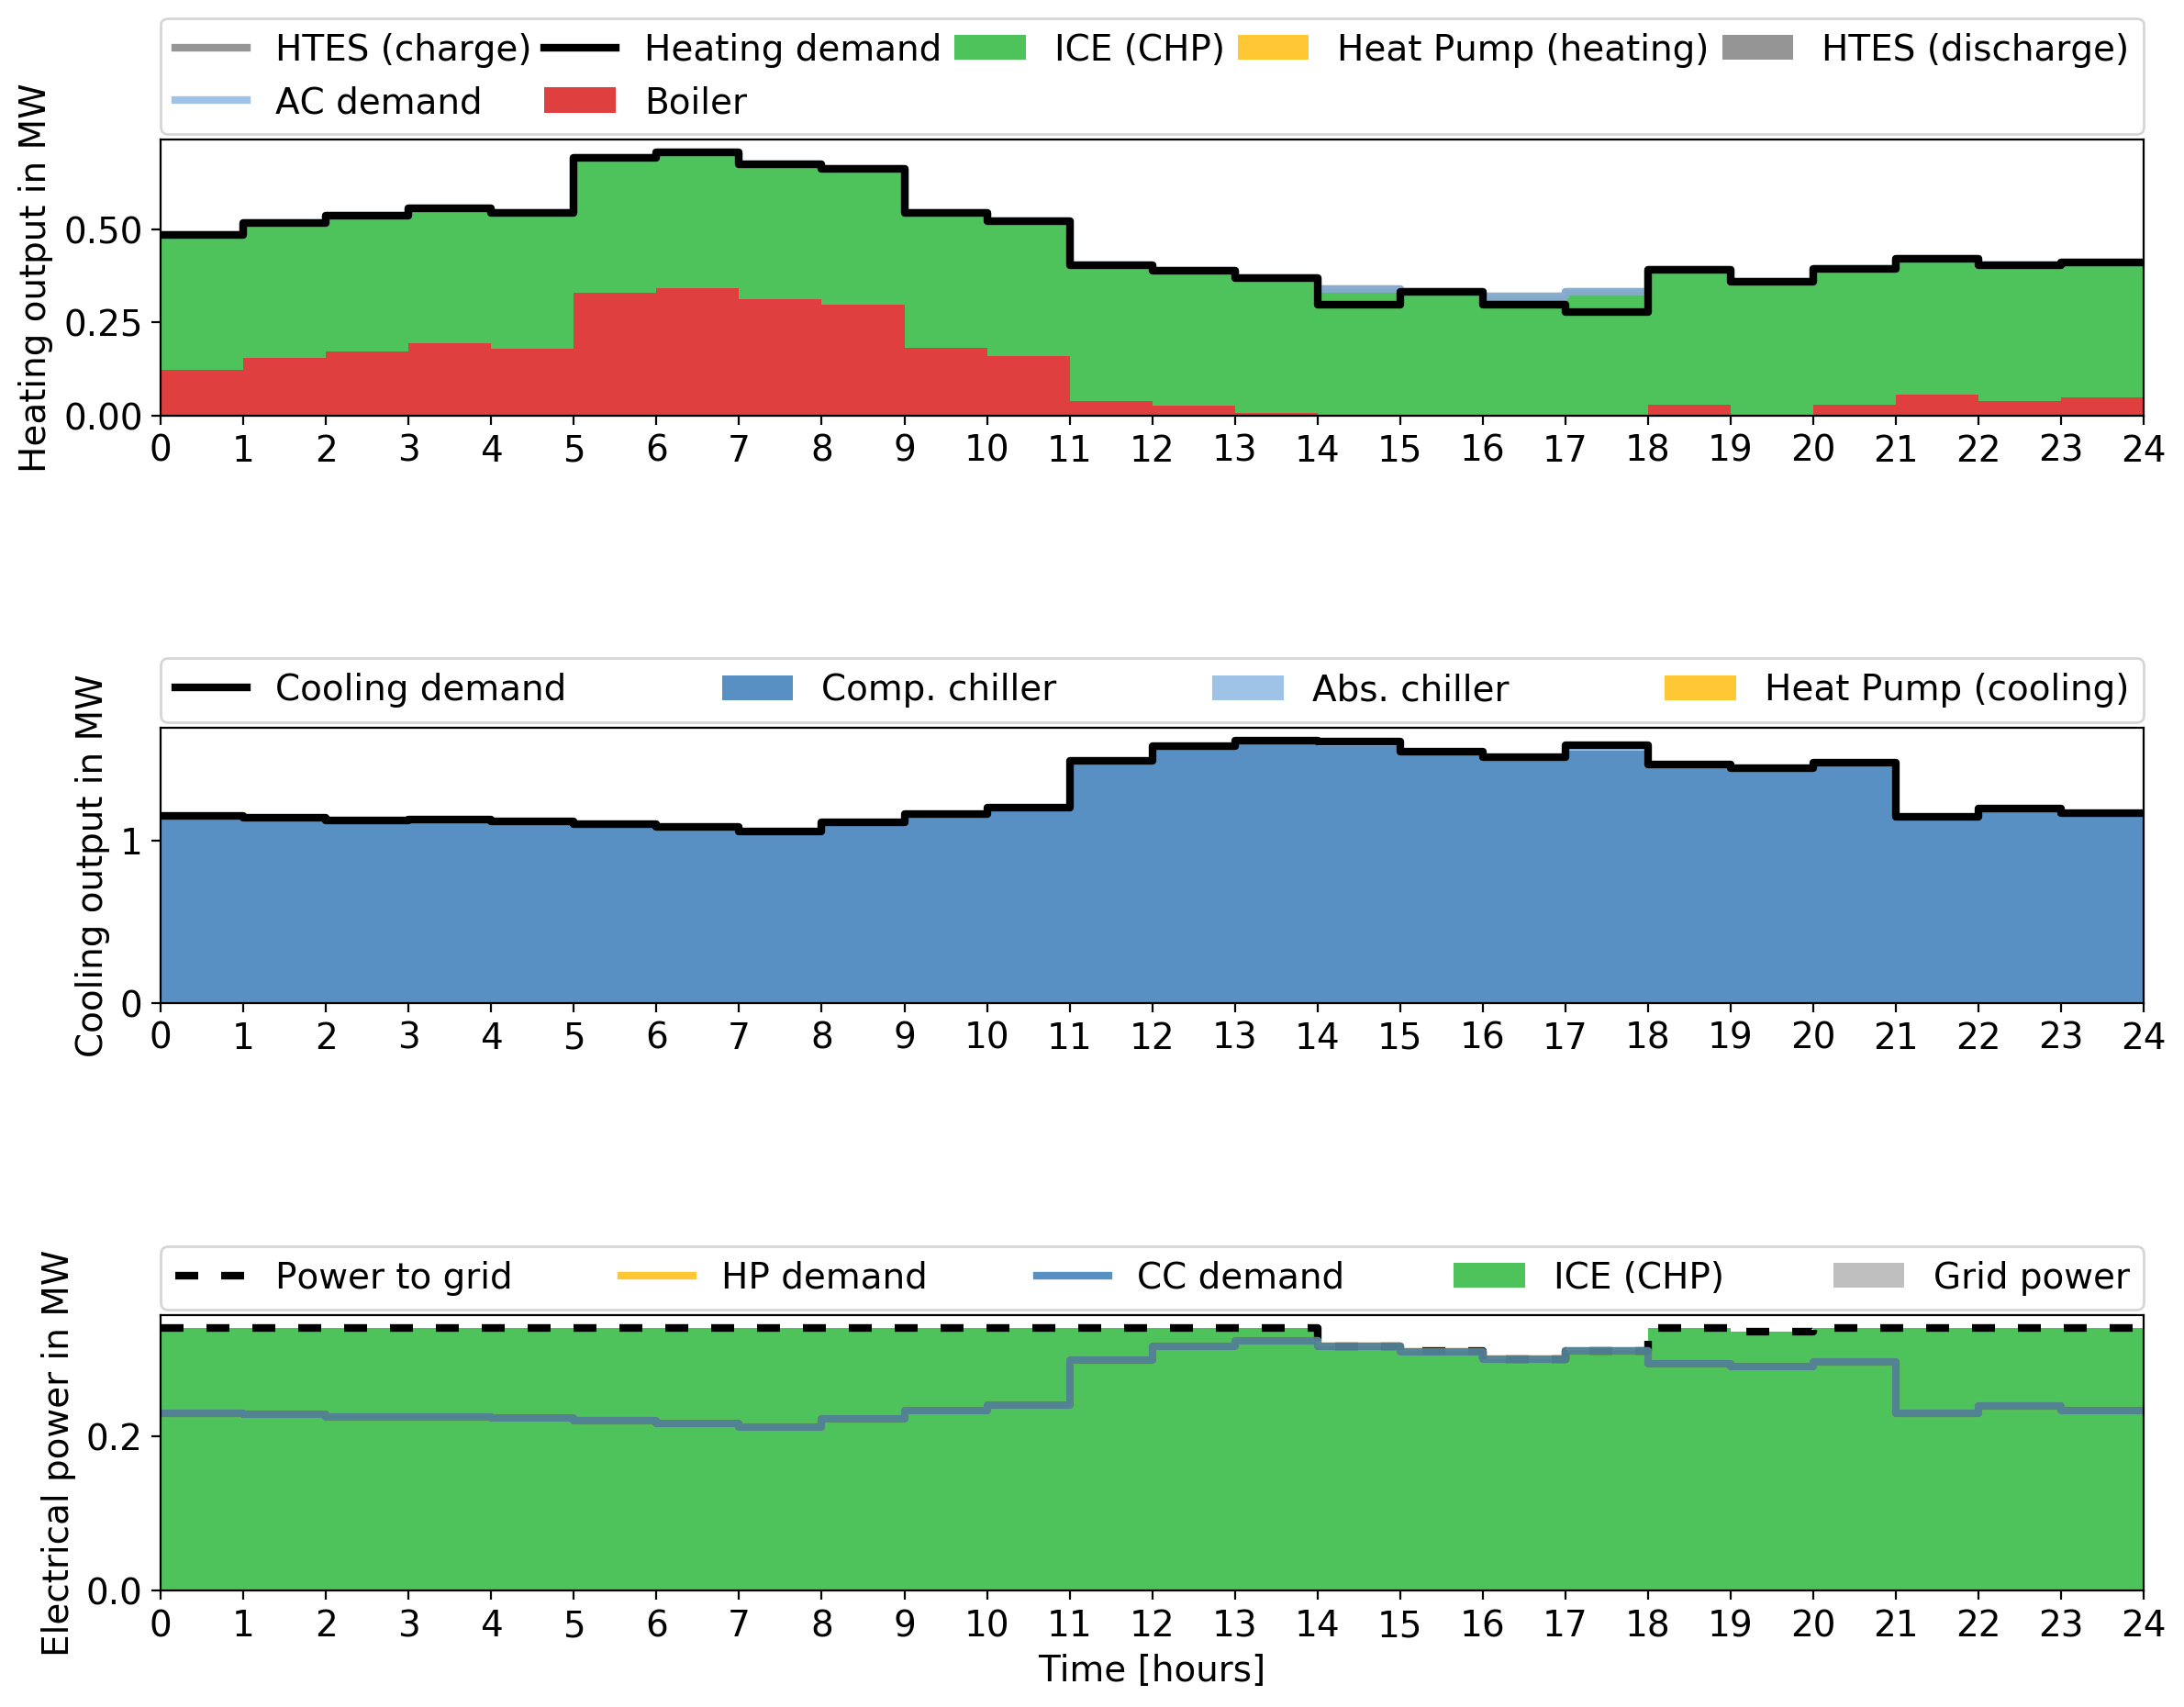 HTES (charge) Heating demand ICE (CHP) Heat Pump (heating) HTES (discharge)
AC demand Boiler
Heating output in MW
0.50
0.25
0.00
0 1 2 3 4 5 6 7 8 9 10 11 12 13 14 15 16 17 18 19 20 21 22 23 24
Cooling demand Comp. chiller Abs. chiller Heat Pump (cooling)
Cooling output in MW
1
0
0 1 2 3 4 5 6 7 8 9 10 11 12 13 14 15 16 17 18 19 20 21 22 23 24
Power to grid HP demand CC demand ICE (CHP) Grid power
Electrical power in MW
0.2
0.0
0 1 2 3 4 5 6 7 8 9 10 11 12 13 14 15 16 17 18 19 20 21 22 23 24
Time [hours]